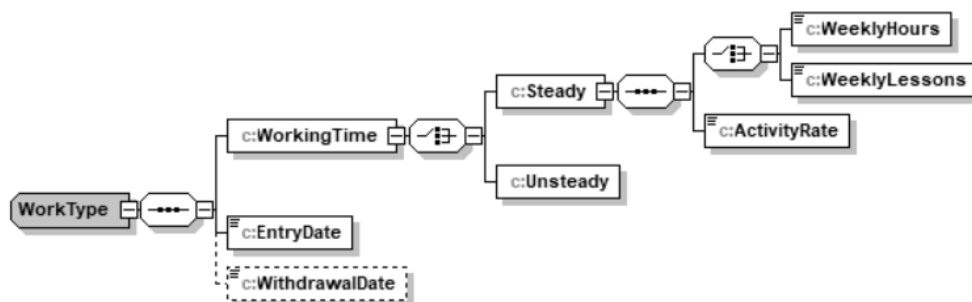 c:WeeklyHours
c:WeeklyLessons
c:Steady
c:ActivityRate
c:WorkingTime
c:Unsteady
WorkType
c:EntryDate
c:WithdrawalDate